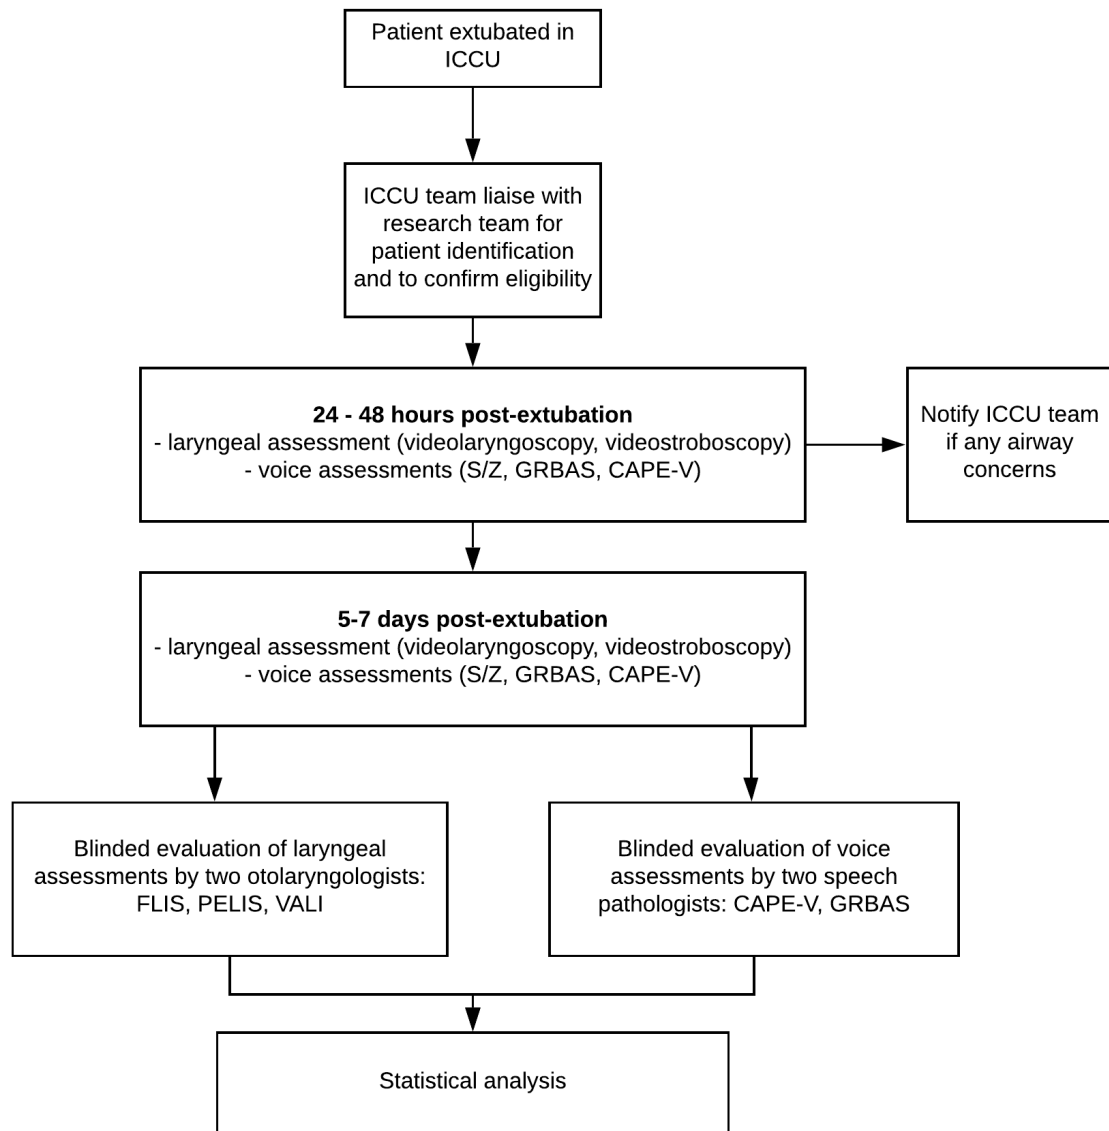 Patient extubated in
ICCU
ICCU team liaise with
research team for
patient identification
and to confirm eligibility
24 - 48 hours post-extubation
- laryngeal assessment (videolaryngoscopy, videostroboscopy)
- voice assessments (S/Z, GRBAS, CAPE-V)
Notify ICCU team
if any airway
concerns
5-7 days post-extubation
- laryngeal assessment (videolaryngoscopy, videostroboscopy)
- voice assessments (S/Z, GRBAS, CAPE-V)
Blinded evaluation of laryngeal
assessments by two otolaryngologists:
FLIS, PELIS, VALI
Blinded evaluation of voice
assessments by two speech
pathologists: CAPE-V, GRBAS
Statistical analysis